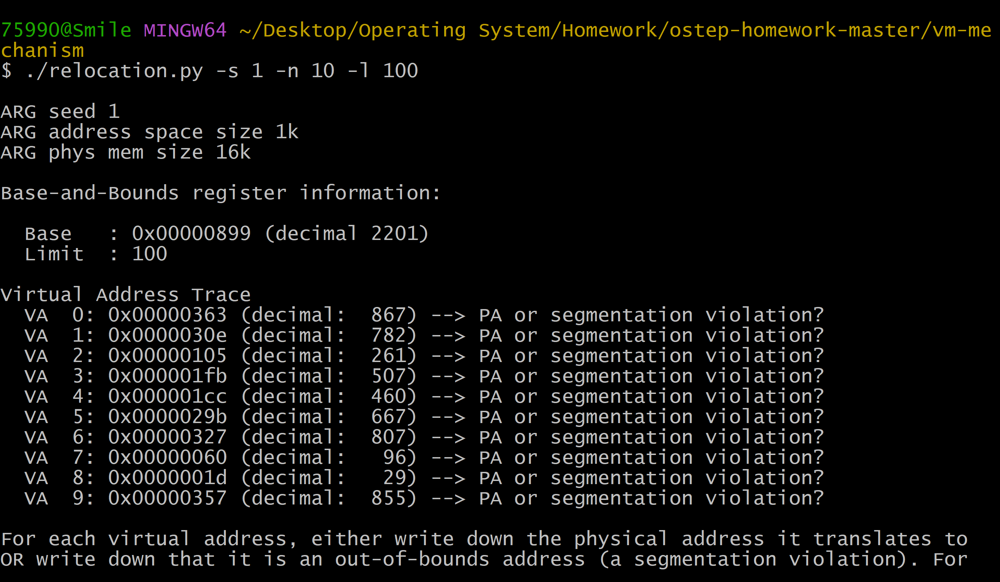 75990@Smile MINGW64 ~/Desktop/Operating System/Homework/ostep-homework-master/vm-me
chanism
$ ./relocation.py -s 1 -n 10 -l 100
ARG seed 1
ARG address space size 1k
ARG phys mem size 16k
Base-and-Bounds register information:
  Base   : 0x00000899 (decimal 2201)
  Limit  : 100
Virtual Address Trace
  VA  0: 0x00000363 (decimal:  867) --> PA or segmentation violation?
  VA  1: 0x0000030e (decimal:  782) --> PA or segmentation violation?
  VA  2: 0x00000105 (decimal:  261) --> PA or segmentation violation?
  VA  3: 0x000001fb (decimal:  507) --> PA or segmentation violation?
  VA  4: 0x000001cc (decimal:  460) --> PA or segmentation violation?
  VA  5: 0x0000029b (decimal:  667) --> PA or segmentation violation?
  VA  6: 0x00000327 (decimal:  807) --> PA or segmentation violation?
  VA  7: 0x00000060 (decimal:   96) --> PA or segmentation violation?
  VA  8: 0x0000001d (decimal:   29) --> PA or segmentation violation?
  VA  9: 0x00000357 (decimal:  855) --> PA or segmentation violation?
For each virtual address, either write down the physical address it translates to
OR write down that it is an out-of-bounds address (a segmentation violation). For